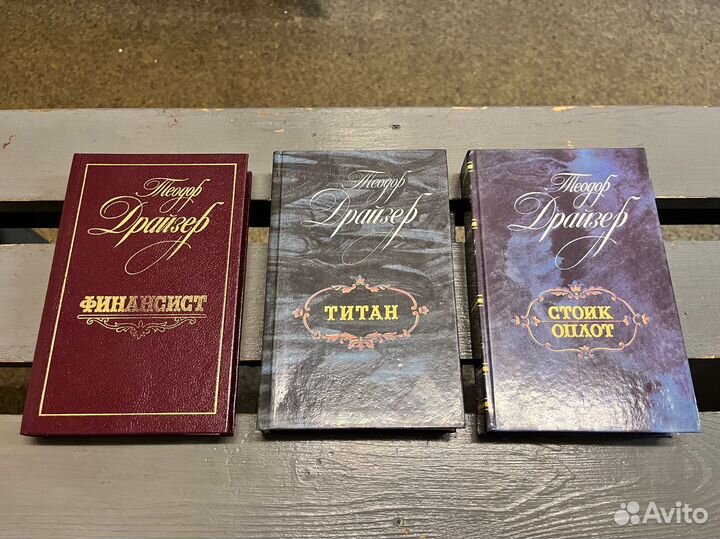 Теодор
Драйзер
ФИНАНСИСТ
Теодор
Драйзер
ТИТАН
Теодор
Драйзер
СТОИК
ОПЛОТ
Avito